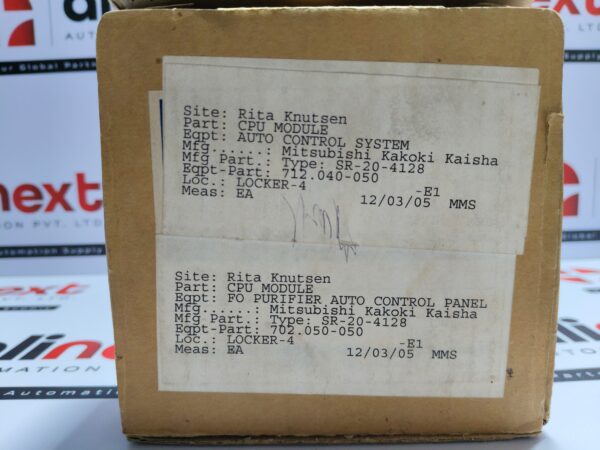 Site: Rita Knutsen
Part: CPU MODULE
Eqpt: AUTO CONTROL SYSTEM
Mfg......: Mitsubishi Kakoki Kaisha
Mfg Part.: Type: SR-20-4128
Eqpt-Part: 712.040-050
Loc.: LOCKER-4 -E1
Meas: EA 12/03/05 MMS
Site: Rita Knutsen
Part: CPU MODULE
Eqpt: FO PURIFIER AUTO CONTROL PANEL
Mfg......: Mitsubishi Kakoki Kaisha
Mfg Part.: Type: SR-20-4128
Eqpt-Part: 702.050-050
Loc.: LOCKER-4 -E1
Meas: EA 12/03/05 MMS